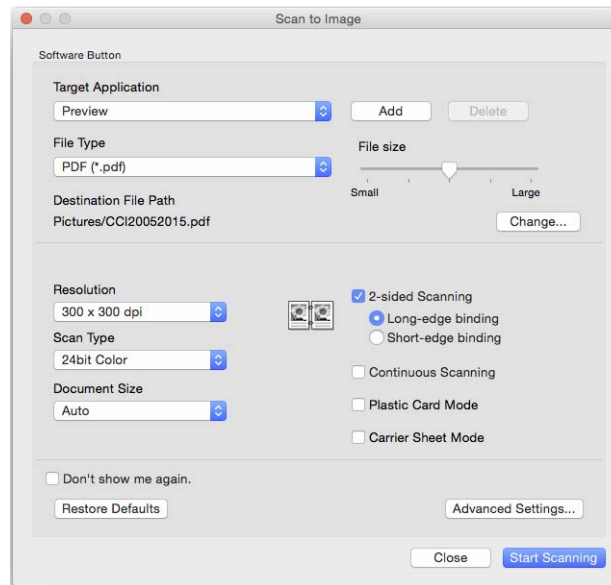 Scan to Image
Software Button
Target Application
Preview
Add
Delete
File Type
PDF (*.pdf)
File size
Small
Large
Destination File Path
Pictures/CCI20052015.pdf
Change...
Resolution
300 x 300 dpi
2-sided Scanning
Long-edge binding
Short-edge binding
Scan Type
24bit Color
Continuous Scanning
Document Size
Auto
Plastic Card Mode
Carrier Sheet Mode
Don't show me again.
Restore Defaults
Advanced Settings...
Close
Start Scanning